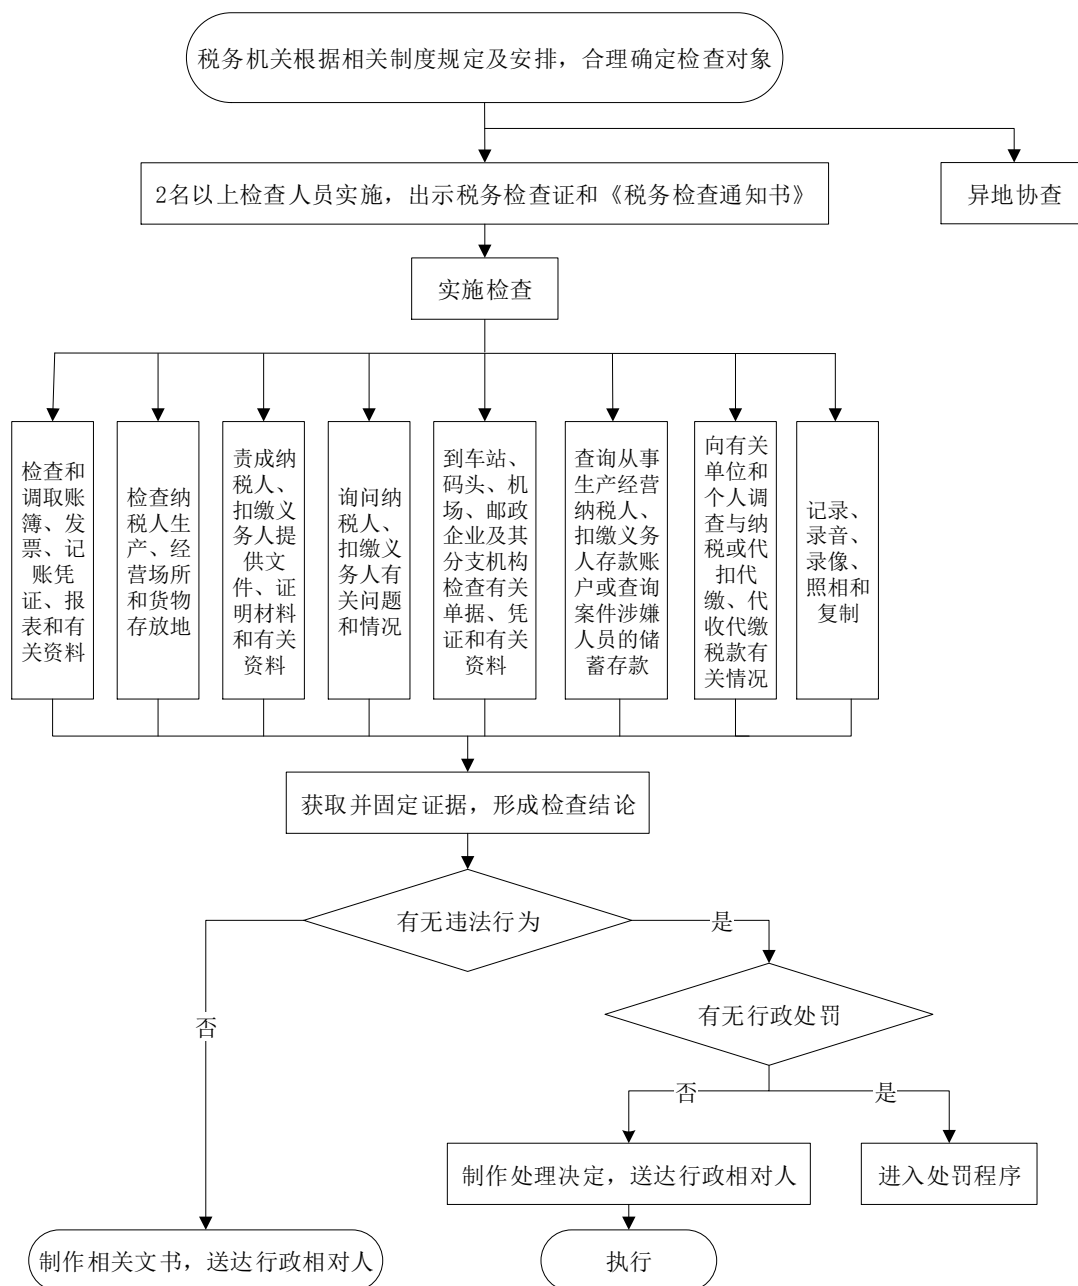 税务机关根据相关制度规定及安排，合理确定检查对象
2名以上检查人员实施，出示税务检查证和《税务检查通知书》
异地协查
实施检查
检查和
调取账
簿、发
票、记
账凭
证、报
表和有
关资料
检查纳
税人生
产、经
营场所
和货物
存放地
责成纳
税人、
扣缴义
务人提
供文
件、证
明材料
和有关
资料
询问纳
税人、
扣缴义
务人有
关问题
和情况
到车站、
码头、机
场、邮政
企业及其
分支机构
检查有关
单据、凭
证和有关
资料
查询从事
生产经营
纳税人、
扣缴义务
人存款账
户或查询
案件涉嫌
人员的储
蓄存款
向有关
单位和
个人调
查与纳
税或代
扣代
缴、代
收代缴
税款有
关情况
记录、
录音、
录像、
照相和
复制
获取并固定证据，形成检查结论
有无违法行为
是
有无行政处罚
否
否
是
制作处理决定，送达行政相对人
进入处罚程序
制作相关文书，送达行政相对人
执行